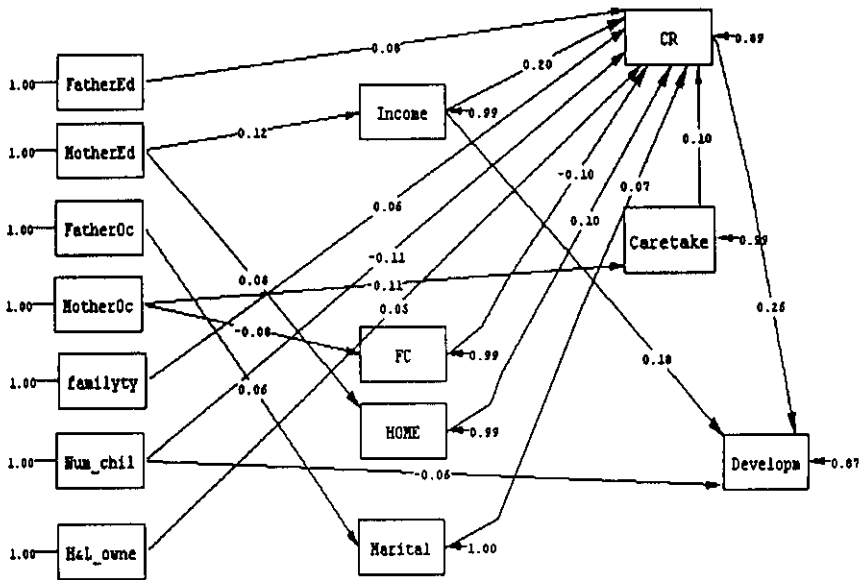 CR
0.89
0.08
1.00
FatherEd
0.20
Income
0.99
1.00
MotherEd
0.12
0.10
-0.10
0.07
1.00
FatherOc
0.06
0.10
Caretake
0.99
-0.11
1.00
MotherOc
0.08
0.11
0.05
-0.08
FC
0.99
0.18
1.00
familyty
0.06
HOME
0.99
1.00
Num_chil
-0.06
Developm
0.87
1.00
H&L_owne
Marital
1.00